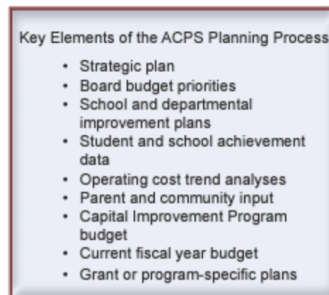 Key Elements of the ACPS Planning Process
• Strategic plan
• Board budget priorities
• School and departmental
improvement plans
• Student and school achievement
data
• Operating cost trend analyses
• Parent and community input
• Capital Improvement Program
budget
• Current fiscal year budget
• Grant or program-specific plans